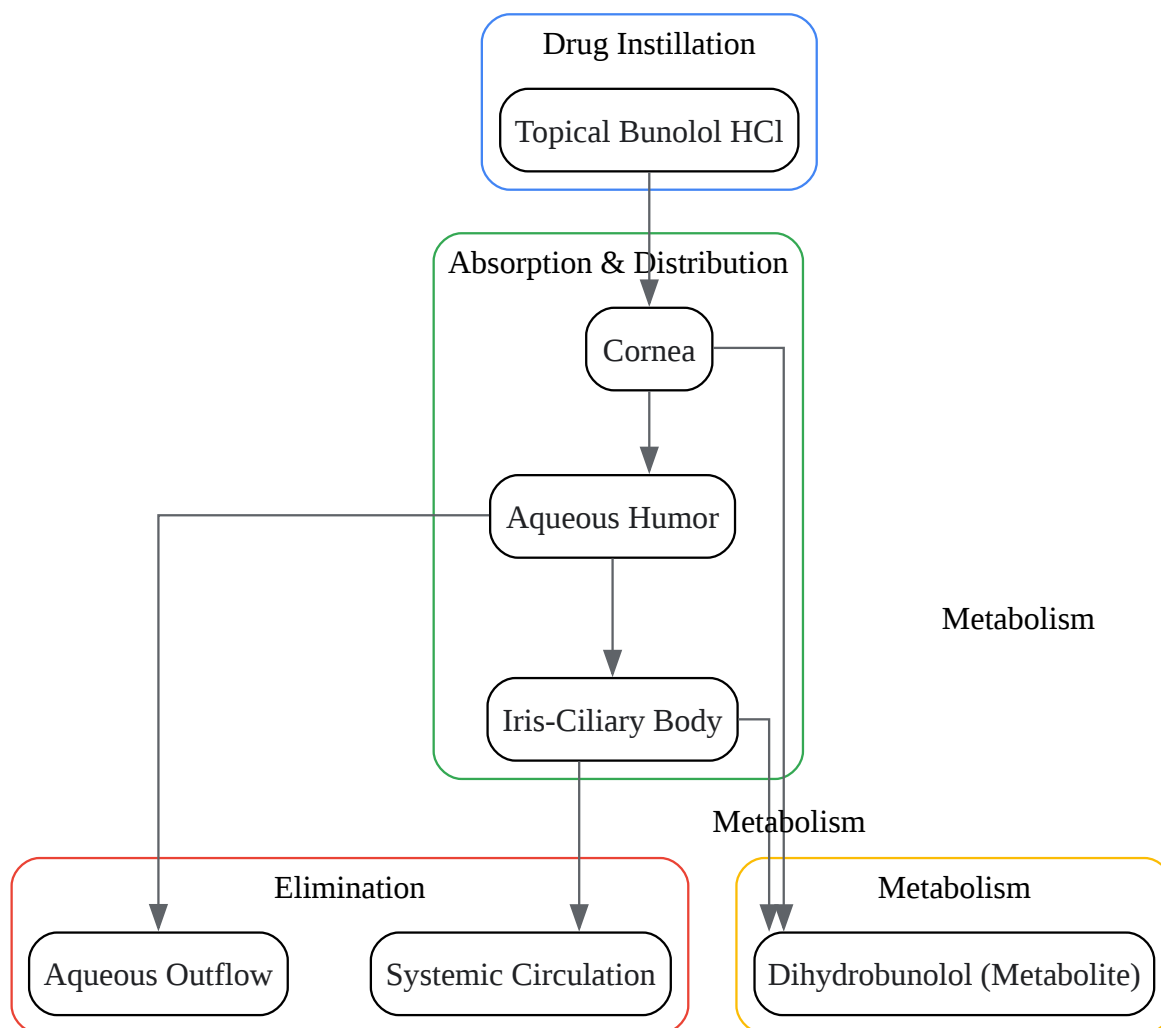 Drug Instillation
Topical Bunolol HCl
Absorption & Distribution
Cornea
Aqueous Humor
Metabolism
Iris-Ciliary Body
Metabolism
Elimination
Metabolism
Aqueous Outflow
Systemic Circulation
Dihydrobunolol (Metabolite)